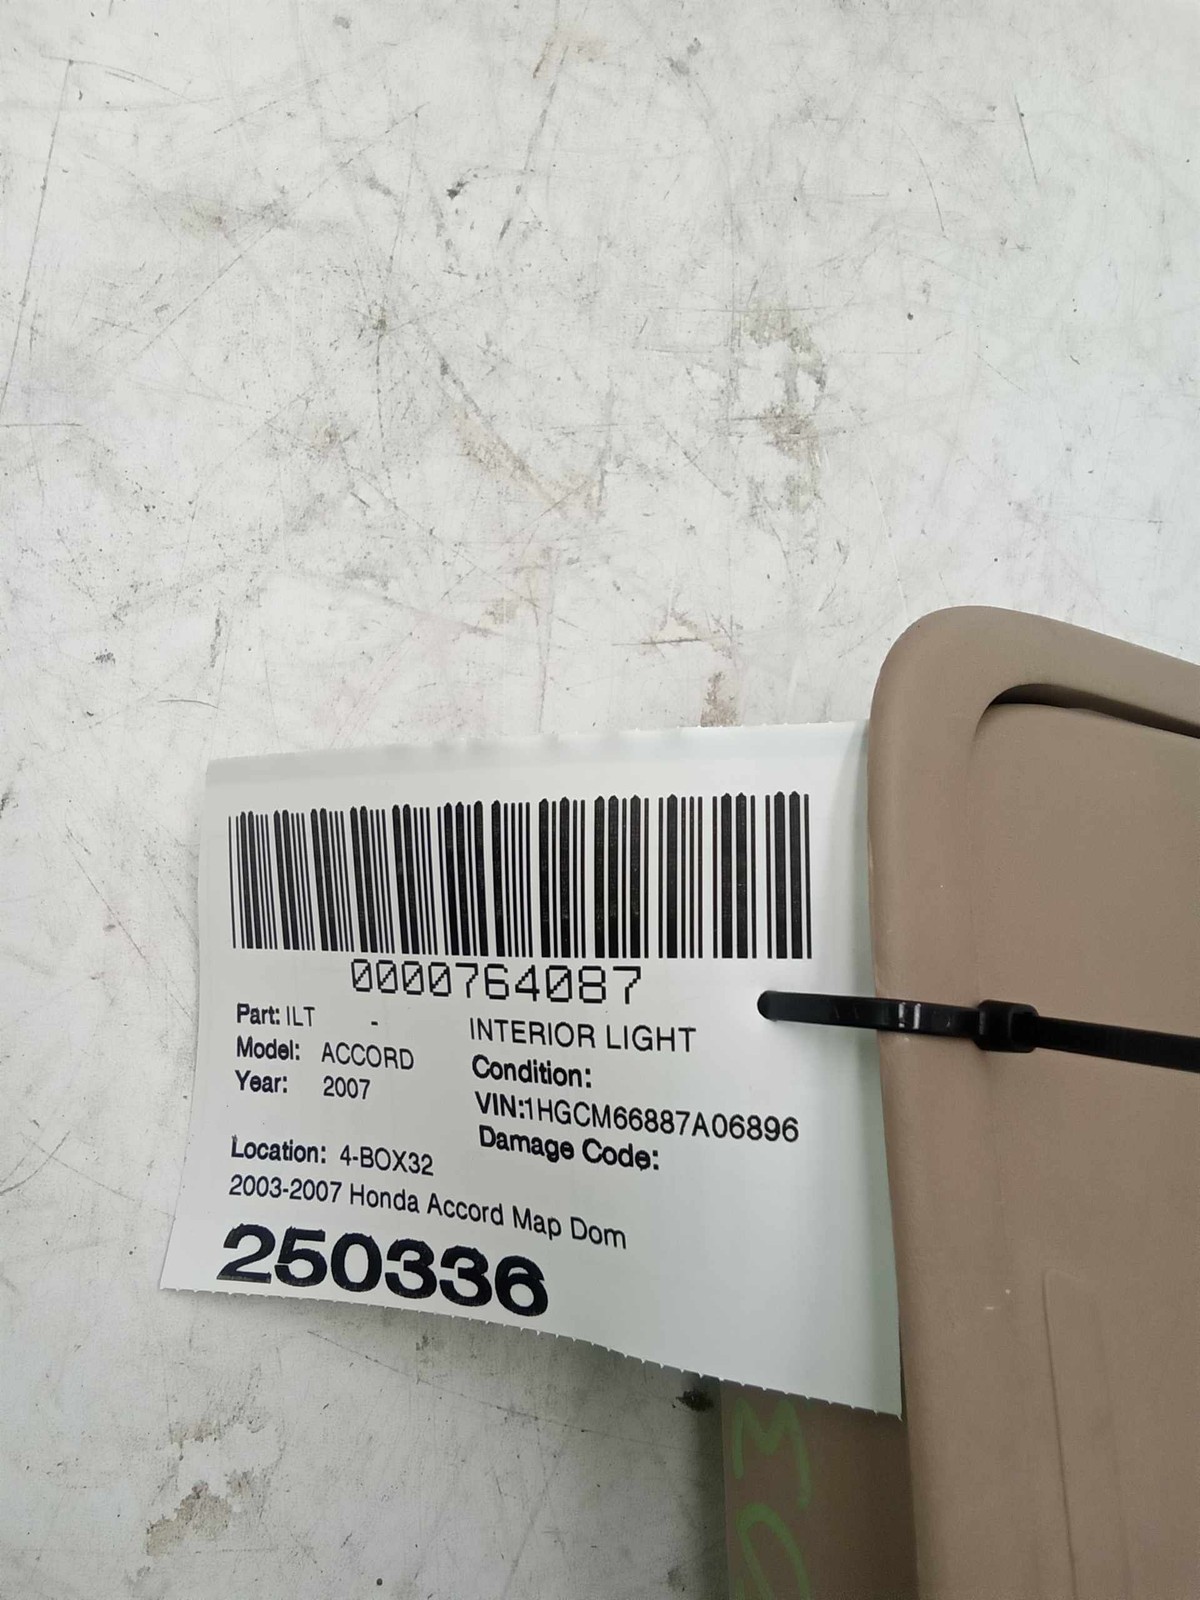 0000764087
Part: ILT - INTERIOR LIGHT
Model: ACCORD Condition:
Year: 2007 VIN:1HGCM66887A06896
Damage Code:
Location: 4-BOX32
2003-2007 Honda Accord Map Dom
250336